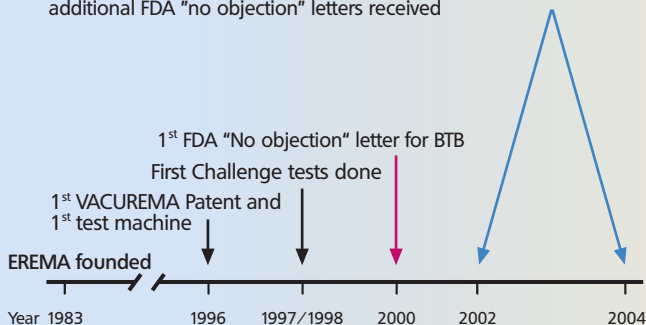 additional FDA “no objection“ letters received
1st FDA “No objection“ letter for BTB
First Challenge tests done
1st VACUREMA Patent and
1st test machine
EREMA founded
Year 1983 1996 1997/1998 2000 2002 2004